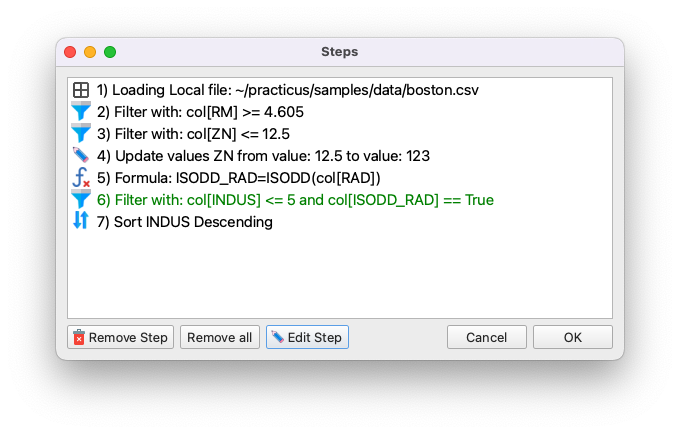 Steps
1) Loading Local file: ~/practicus/samples/data/boston.csv
2) Filter with: col[RM] >= 4.605
3) Filter with: col[ZN] <= 12.5
4) Update values ZN from value: 12.5 to value: 123
5) Formula: ISODD_RAD=ISODD(col[RAD])
6) Filter with: col[INDUS] <= 5 and col[ISODD_RAD] == True
7) Sort INDUS Descending
Remove Step Remove all Edit Step Cancel OK